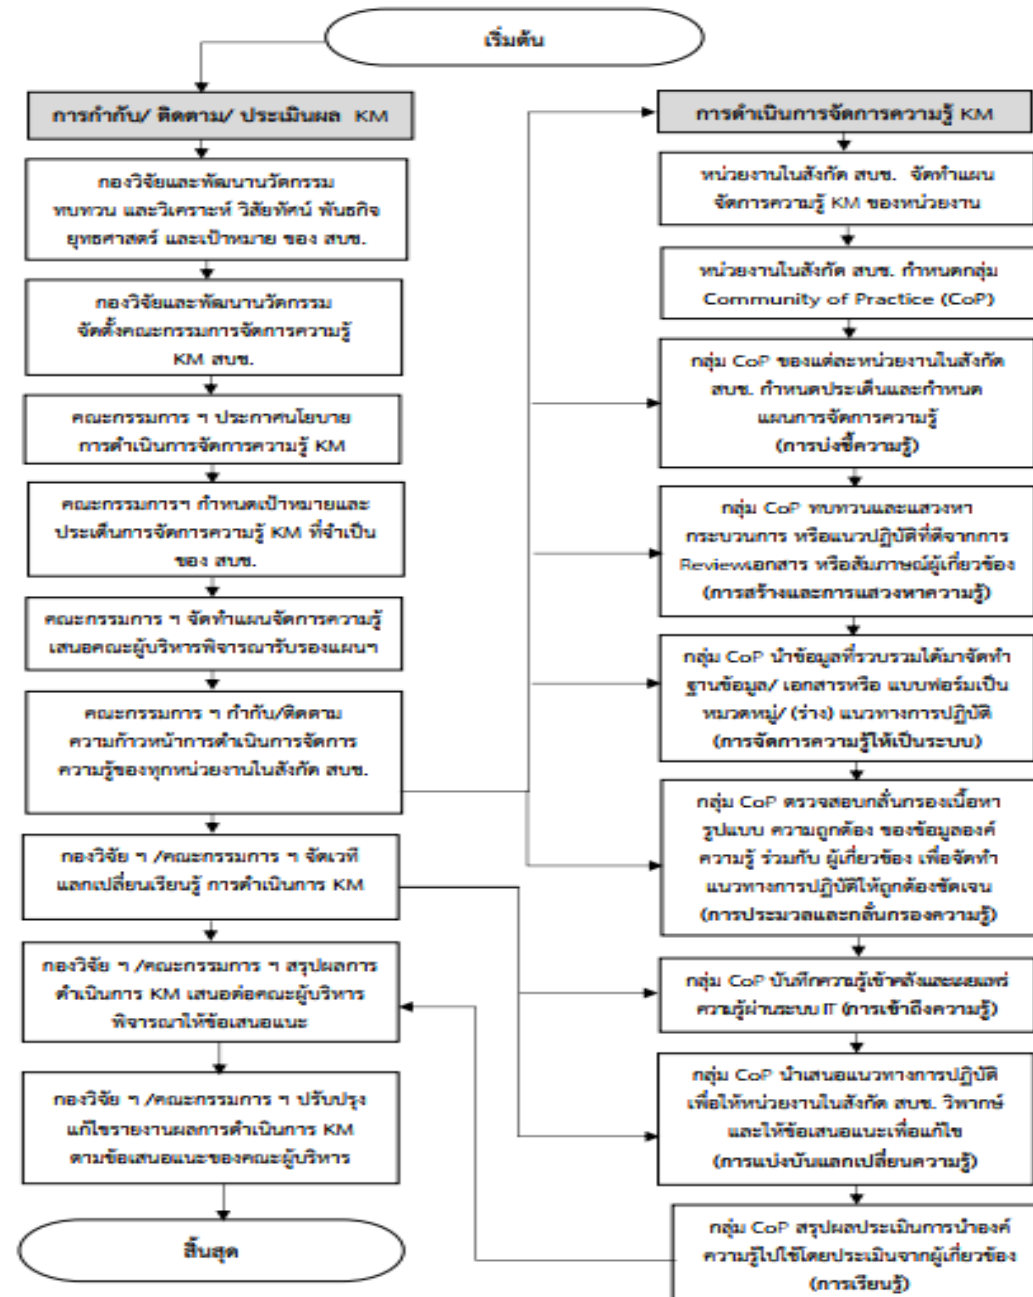 เริ่มต้น
การกำกับ/ ติดตาม/ ประเมินผล KM
กองวิจัยและพัฒนานวัตกรรม
ทบทวน และวิเคราะห์ วิสัยทัศน์ พันธกิจ
ยุทธศาสตร์ และเป้าหมาย ของ สบช.
กองวิจัยและพัฒนานวัตกรรม
จัดตั้งคณะกรรมการจัดการความรู้
KM สบช.
คณะกรรมการ ฯ ประกาศนโยบาย
การดำเนินการจัดการความรู้ KM
คณะกรรมการฯ กำหนดเป้าหมายและ
ประเด็นการจัดการความรู้ KM ที่จำเป็น
ของ สบช.
คณะกรรมการ ฯ จัดทำแผนจัดการความรู้
เสนอคณะผู้บริหารพิจารณารับรองแผนฯ
คณะกรรมการ ฯ กำกับ/ติดตาม
ความก้าวหน้าการดำเนินการจัดการ
ความรู้ของทุกหน่วยงานในสังกัด สบช.
กองวิจัย ฯ /คณะกรรมการ ฯ จัดเวที
แลกเปลี่ยนเรียนรู้ การดำเนินการ KM
กองวิจัย ฯ /คณะกรรมการ ฯ สรุปผลการ
ดำเนินการ KM เสนอต่อคณะผู้บริหาร
พิจารณาให้ข้อเสนอแนะ
กองวิจัย ฯ /คณะกรรมการ ฯ ปรับปรุง
แก้ไขรายงานผลการดำเนินการ KM
ตามข้อเสนอแนะของคณะผู้บริหาร
สิ้นสุด
การดำเนินการจัดการความรู้ KM
หน่วยงานในสังกัด สบช. จัดทำแผน
จัดการความรู้ KM ของหน่วยงาน
หน่วยงานในสังกัด สบช. กำหนดกลุ่ม
Community of Practice (CoP)
กลุ่ม CoP ของแต่ละหน่วยงานในสังกัด
สบช. กำหนดประเด็นและกำหนด
แผนการจัดการความรู้
(การบ่งชี้ความรู้)
กลุ่ม CoP ทบทวนและแสวงหา
กระบวนการ หรือแนวปฏิบัติที่ดีจากการ
Reviewเอกสาร หรือสัมภาษณ์ผู้เกี่ยวข้อง
(การสร้างและการแสวงหาความรู้)
กลุ่ม CoP นำข้อมูลที่รวบรวมได้มาจัดทำ
ฐานข้อมูล/ เอกสารหรือ แบบฟอร์มเป็น
หมวดหมู่/ (ร่าง) แนวทางการปฏิบัติ
(การจัดการความรู้ให้เป็นระบบ)
กลุ่ม CoP ตรวจสอบกลั่นกรองเนื้อหา
รูปแบบ ความถูกต้อง ของข้อมูลองค์
ความรู้ ร่วมกับ ผู้เกี่ยวข้อง เพื่อจัดทำ
แนวทางการปฏิบัติให้ถูกต้องชัดเจน
(การประมวลและกลั่นกรองความรู้)
กลุ่ม CoP บันทึกความรู้เข้าคลังและเผยแพร่
ความรู้ผ่านระบบ IT (การเข้าถึงความรู้)
กลุ่ม CoP นำเสนอแนวทางการปฏิบัติ
เพื่อให้หน่วยงานในสังกัด สบช. วิพากษ์
และให้ข้อเสนอแนะเพื่อแก้ไข
(การแบ่งปันแลกเปลี่ยนความรู้)
กลุ่ม CoP สรุปผลประเมินการนำองค์
ความรู้ไปใช้โดยประเมินจากผู้เกี่ยวข้อง
(การเรียนรู้)